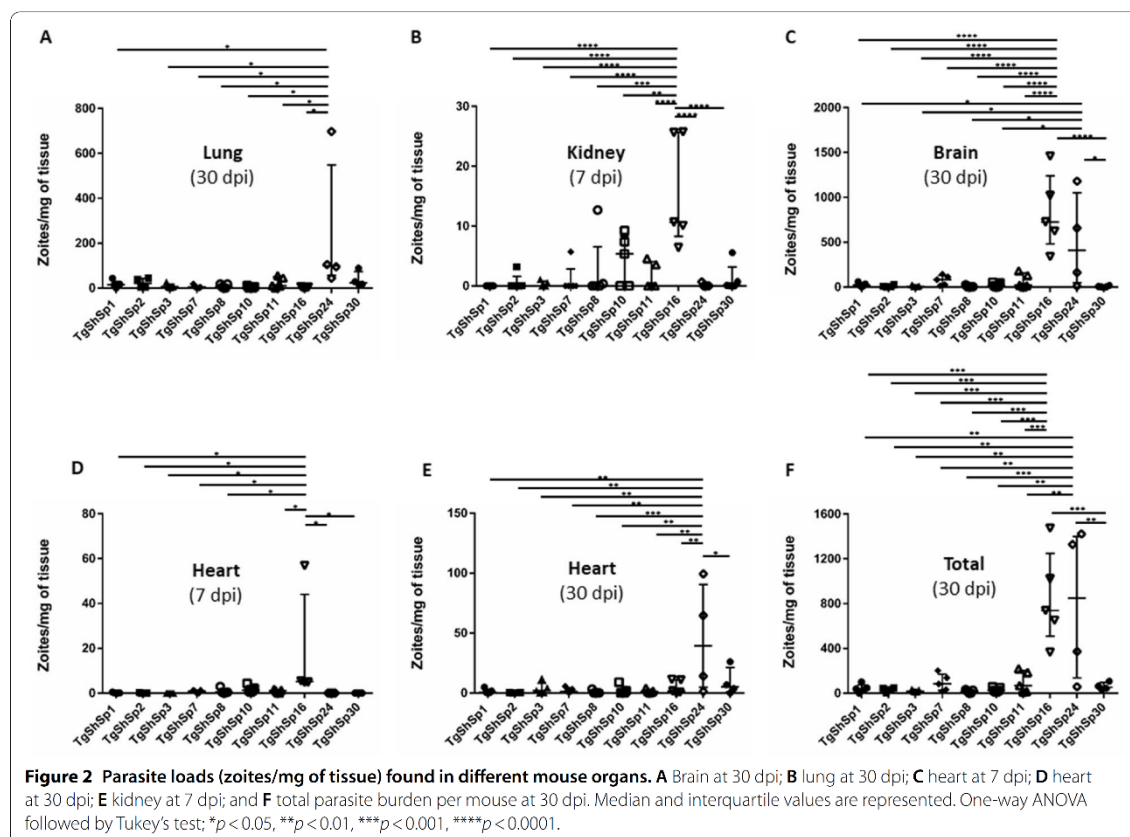 A
*
*
*
*
*
*
*
Lung
(30 dpi)
Zoites/mg of tissue
800
600
400
200
0
TgShSp1
TgShSp2
TgShSp3
TgShSp7
TgShSp8
TgShSp10
TgShSp11
TgShSp16
TgShSp24
TgShSp30
B
****
****
****
****
***
**
****
****
****
Kidney
(7 dpi)
Zoites/mg of tissue
30
20
10
0
TgShSp1
TgShSp2
TgShSp3
TgShSp7
TgShSp8
TgShSp10
TgShSp11
TgShSp16
TgShSp24
TgShSp30
C
****
****
****
****
****
****
****
*
*
*
*
****
*
Brain
(30 dpi)
Zoites/mg of tissue
2000
1500
1000
500
0
TgShSp1
TgShSp2
TgShSp3
TgShSp7
TgShSp8
TgShSp10
TgShSp11
TgShSp16
TgShSp24
TgShSp30
D
*
*
*
*
*
*
*
*
Heart
(7 dpi)
Zoites/mg of tissue
80
60
40
20
0
TgShSp1
TgShSp2
TgShSp3
TgShSp7
TgShSp8
TgShSp10
TgShSp11
TgShSp16
TgShSp24
TgShSp30
E
**
**
**
**
***
**
**
**
*
Heart
(30 dpi)
Zoites/mg of tissue
150
100
50
0
TgShSp1
TgShSp2
TgShSp3
TgShSp7
TgShSp8
TgShSp10
TgShSp11
TgShSp16
TgShSp24
TgShSp30
F
***
***
***
***
***
***
***
**
**
**
**
***
**
**
***
**
Total
(30 dpi)
Zoites/mg of tissue
1600
1200
800
400
0
TgShSp1
TgShSp2
TgShSp3
TgShSp7
TgShSp8
TgShSp10
TgShSp11
TgShSp16
TgShSp24
TgShSp30
Figure 2 Parasite loads (zoites/mg of tissue) found in different mouse organs. A Brain at 30 dpi; B lung at 30 dpi; C heart at 7 dpi; D heart
at 30 dpi; E kidney at 7 dpi; and F total parasite burden per mouse at 30 dpi. Median and interquartile values are represented. One-way ANOVA
followed by Tukey's test; *p < 0.05, **p < 0.01, ***p < 0.001, ****p < 0.0001.